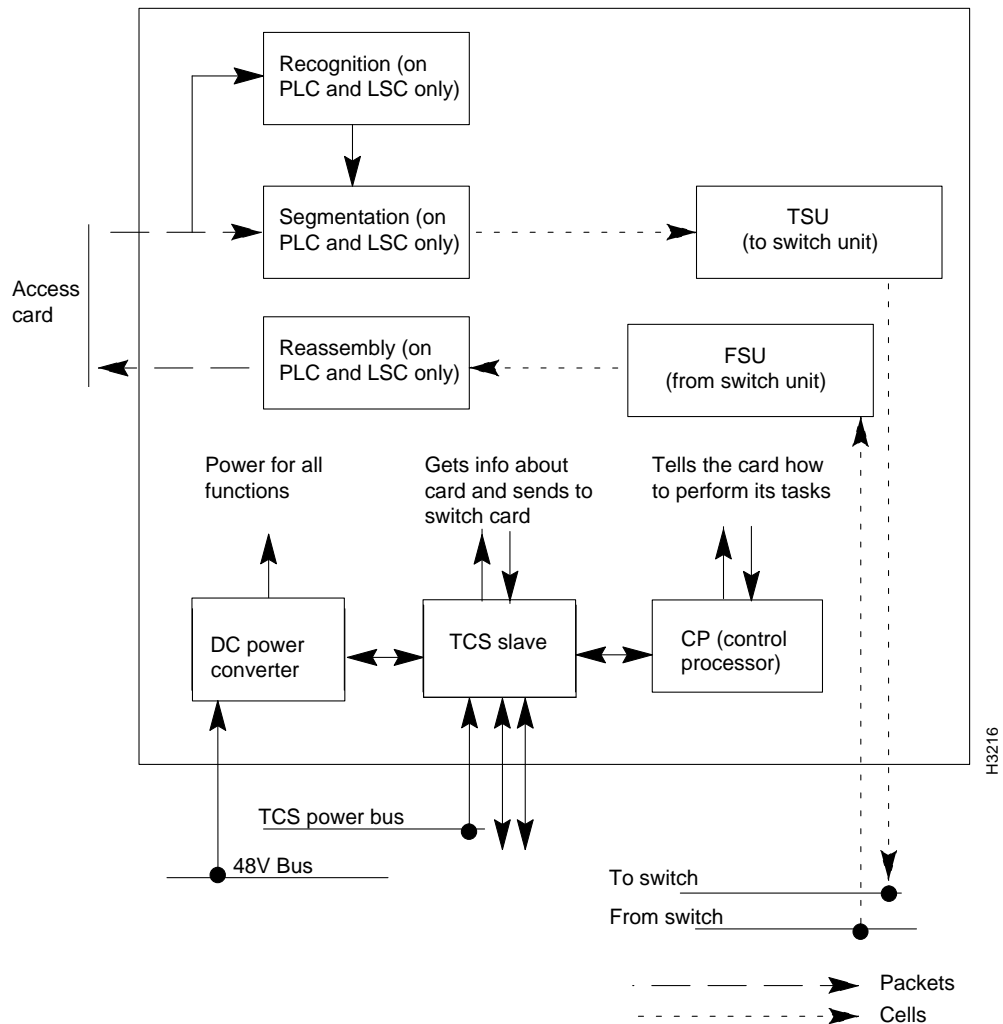 Recognition (on
PLC and LSC only)
Segmentation (on
PLC and LSC only)
TSU
(to switch unit)
Access
card
Reassembly (on
PLC and LSC only)
FSU
(from switch unit)
Power for all
functions
Gets info about
card and sends to
switch card
Tells the card how
to perform its tasks
DC power
converter
TCS slave
CP (control
processor)
H3216
TCS power bus
48V Bus
To switch
From switch
Packets
Cells